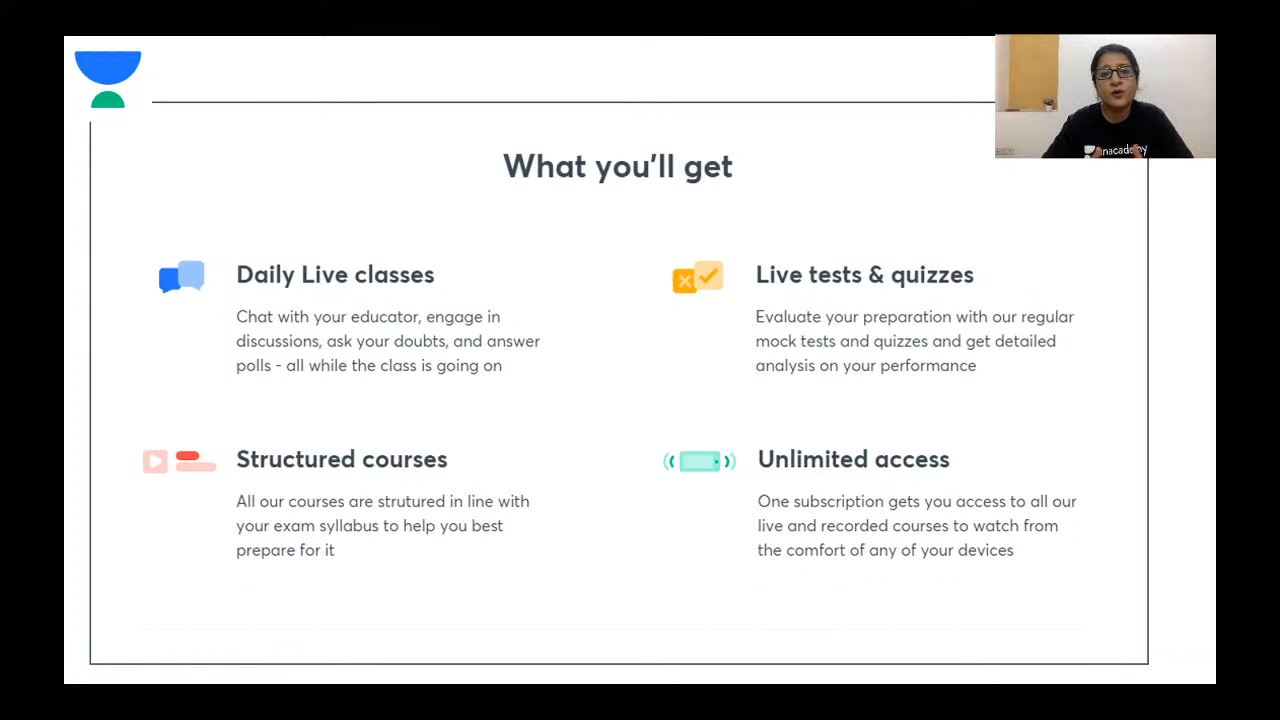 What you'll get
Daily Live classes
Chat with your educator, engage in
discussions, ask your doubts, and answer
polls - all while the class is going on
Live tests & quizzes
Evaluate your preparation with our regular
mock tests and quizzes and get detailed
analysis on your performance
Structured courses
All our courses are strutured in line with
your exam syllabus to help you best
prepare for it
Unlimited access
One subscription gets you access to all our
live and recorded courses to watch from
the comfort of any of your devices